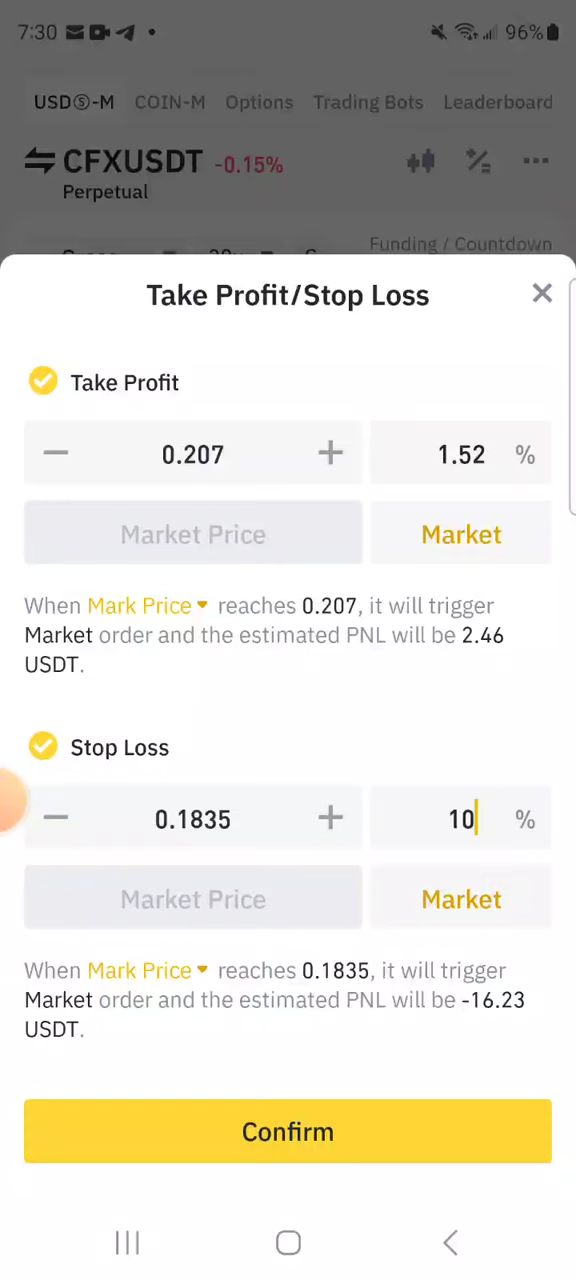 7:30 96%
USDⓢ-M COIN-M Options Trading Bots Leaderboard
CFXUSDT -0.15%
Perpetual
Funding / Countdown
Take Profit/Stop Loss
Take Profit
0.207 1.52 %
Market Price Market
When Mark Price reaches 0.207, it will trigger
Market order and the estimated PNL will be 2.46
USDT.
Stop Loss
0.1835 10 %
Market Price Market
When Mark Price reaches 0.1835, it will trigger
Market order and the estimated PNL will be -16.23
USDT.
Confirm